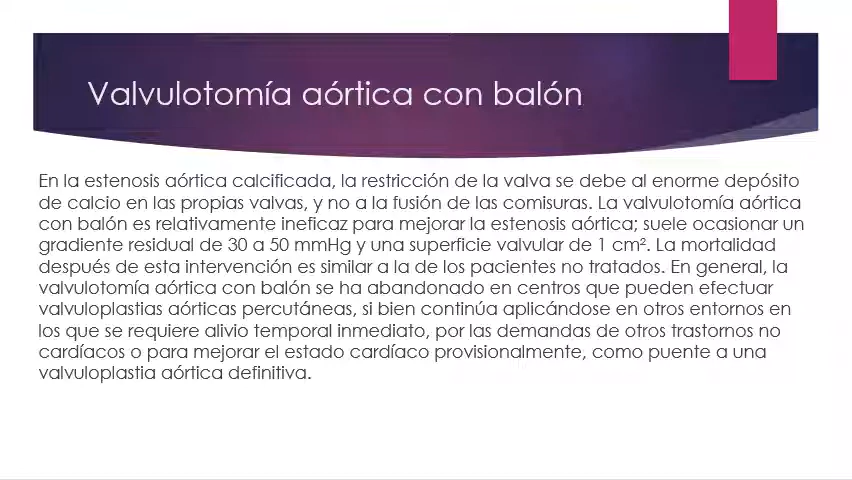 Valvulotomía aórtica con balón
En la estenosis aórtica calcificada, la restricción de la valva se debe al enorme depósito
de calcio en las propias valvas, y no a la fusión de las comisuras. La valvulotomía aórtica
con balón es relativamente ineficaz para mejorar la estenosis aórtica; suele ocasionar un
gradiente residual de 30 a 50 mmHg y una superficie valvular de 1 cm². La mortalidad
después de esta intervención es similar a la de los pacientes no tratados. En general, la
valvulotomía aórtica con balón se ha abandonado en centros que pueden efectuar
valvuloplastias aórticas percutáneas, si bien continúa aplicándose en otros entornos en
los que se requiere alivio temporal inmediato, por las demandas de otros trastornos no
cardíacos o para mejorar el estado cardíaco provisionalmente, como puente a una
valvuloplastia aórtica definitiva.